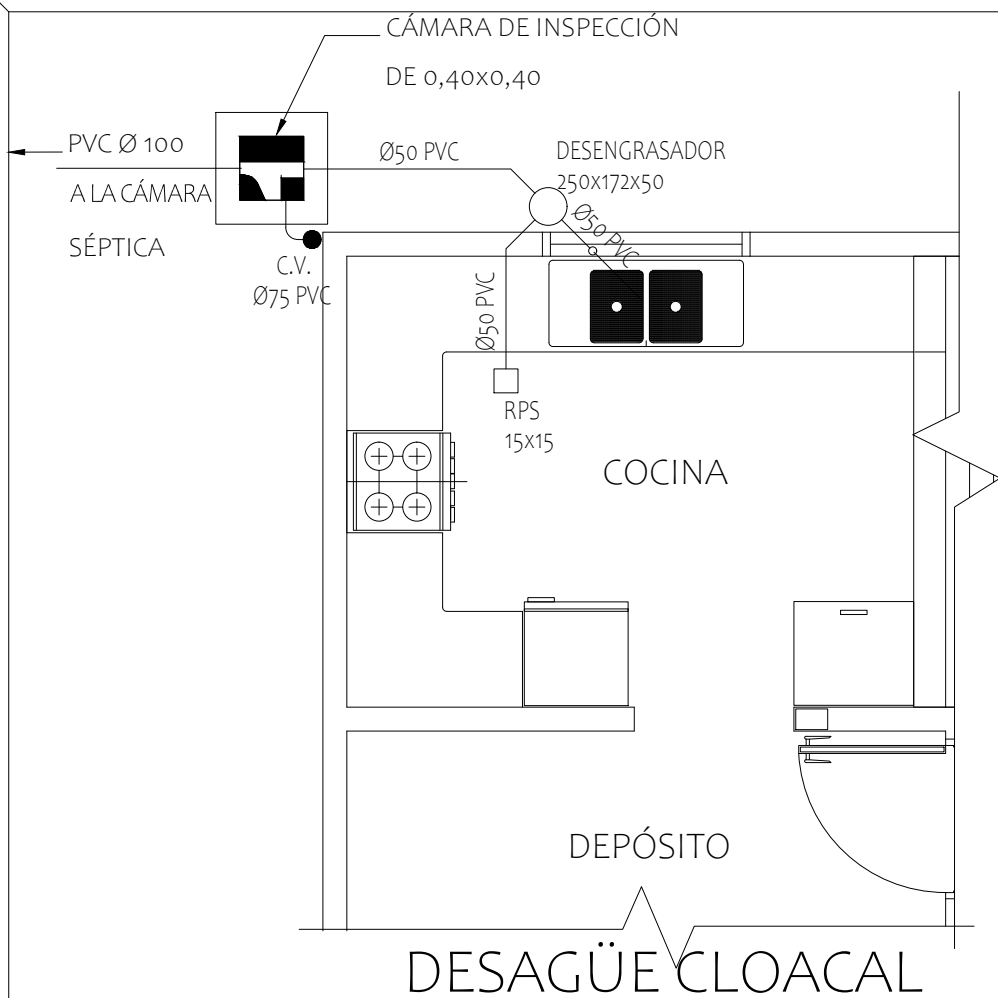 CÁMARA DE INSPECCIÓN
DE 0,40x0,40
PVC Ø 100
A LA CÁMARA
SÉPTICA
Ø50 PVC
DESENGRASADOR
250x172x50
Ø50 PVC
C.V.
Ø75 PVC
Ø50 PVC
RPS
15x15
COCINA
DEPÓSITO
DESAGÜE CLOACAL